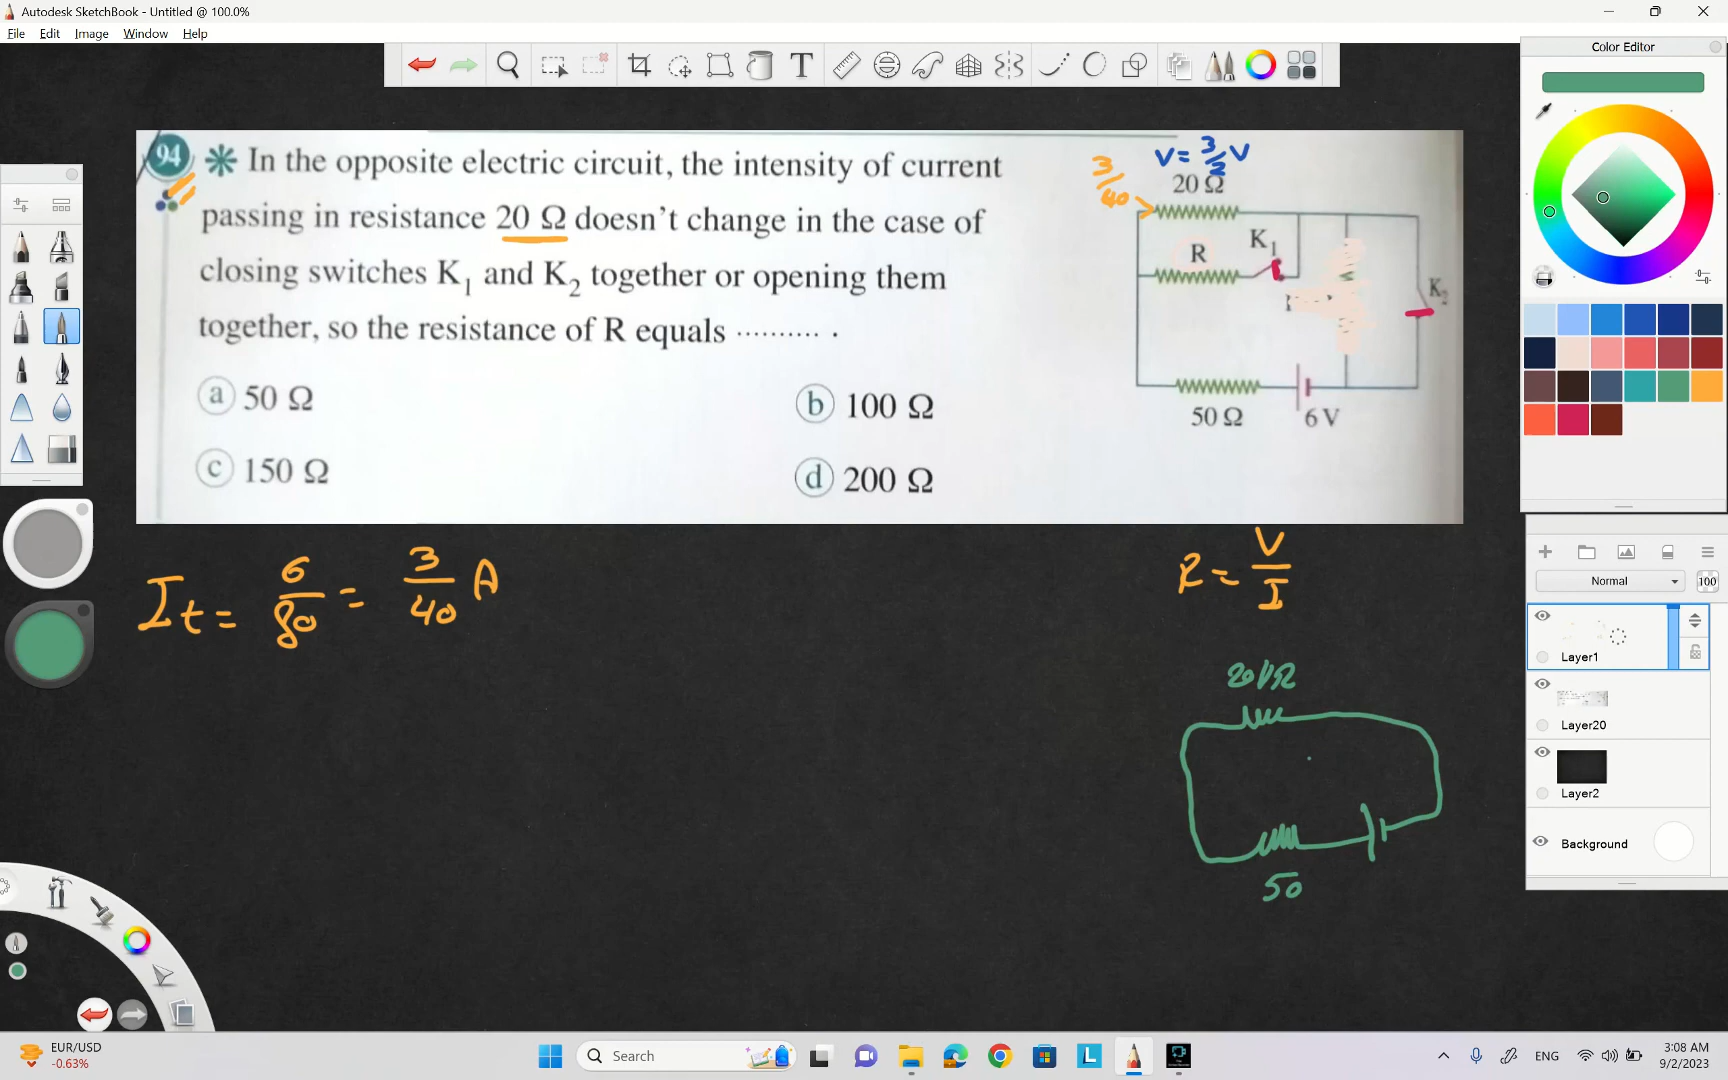 Autodesk SketchBook - Untitled @ 100.0%
File Edit Image Window Help
Color Editor
94 In the opposite electric circuit, the intensity of current
passing in resistance 20 Ω doesn't change in the case of
closing switches K1 and K2 together or opening them
together, so the resistance of R equals .......... .
a 50 Ω
b 100 Ω
c 150 Ω
d 200 Ω
V = 3/2 V
3/40
20 Ω
R
K1
K2
50 Ω
6 V
It = 6/80 = 3/40 A
R = V/I
50
Normal
100
Layer1
Layer20
Layer2
Background
EUR/USD
-0.63%
Search
L
ENG
3:08 AM
9/2/2023